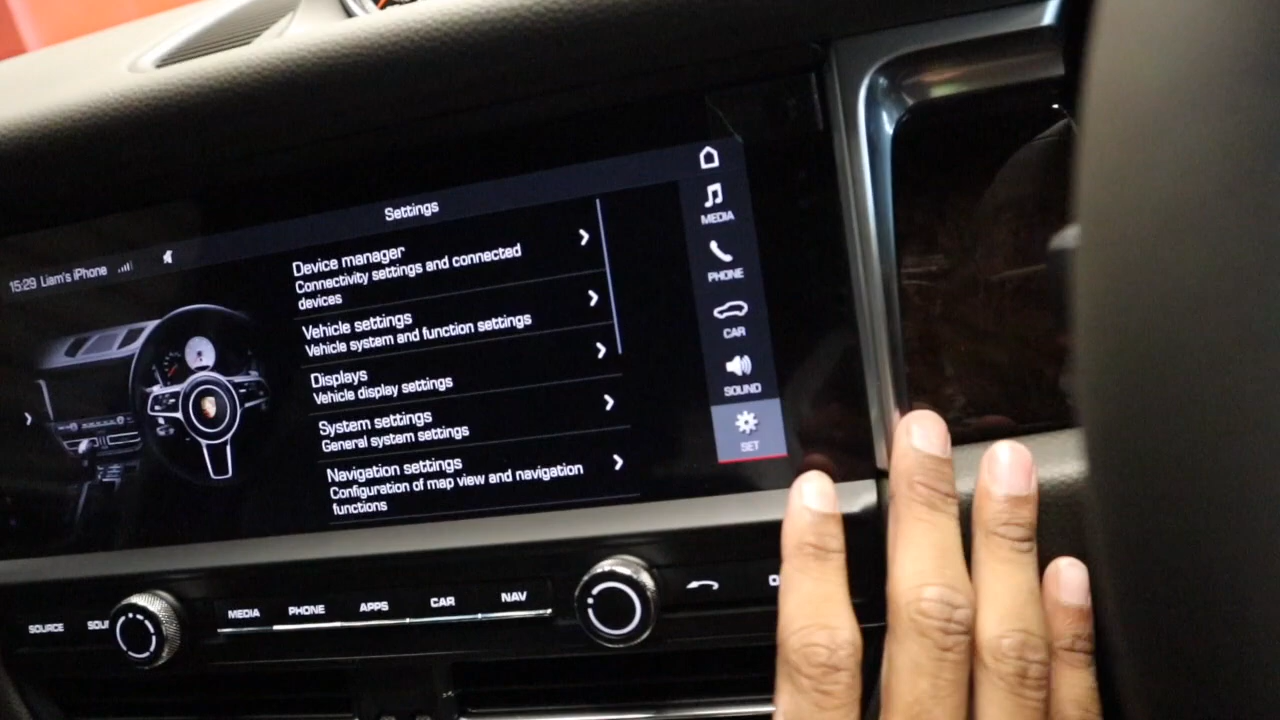 Settings
15:29 Liam's iPhone
Device manager
Connectivity settings and connected
devices
Vehicle settings
Vehicle system and function settings
Displays
Vehicle display settings
System settings
General system settings
Navigation settings
Configuration of map view and navigation
functions
MEDIA
PHONE
CAR
SOUND
SET
SOURCE
MEDIA
PHONE
APPS
CAR
NAV